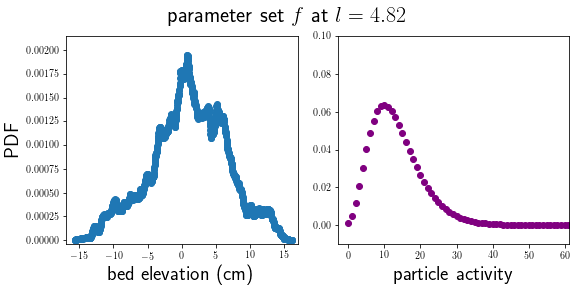 parameter set f at l = 4.82
PDF
0.00200
0.00175
0.00150
0.00125
0.00100
0.00075
0.00050
0.00025
0.00000
−15 −10 −5 0 5 10 15
bed elevation (cm)
0.10
0.08
0.06
0.04
0.02
0.00
0 10 20 30 40 50 60
particle activity